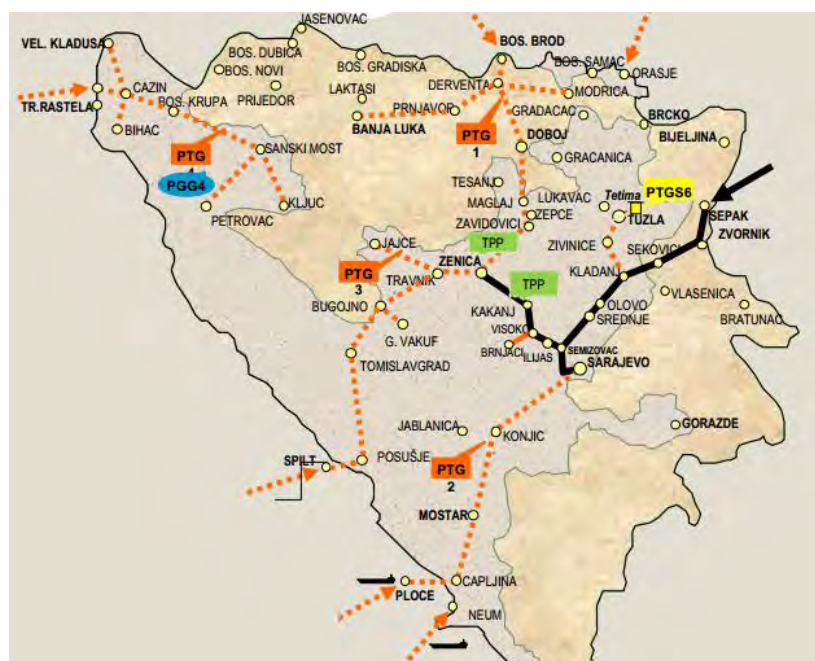 JASENOVAC
VEL. KLADUSA
BOS. DUBICA
BOS. BROD
BOS. NOVI
BOS. GRADISKA
BOS. SAMAC
ORASJE
CAZIN
TR.RASTELA
BOS. KRUPA
PRIJEDOR
LAKTASI
DERVENTA
MODRICA
PRNJAVOR
GRADACAC
BIHAC
BANJA LUKA
PTG
1
DOBOJ
BRCKO
BIJELJINA
PTG
4
SANSKI MOST
GRACANICA
PGG4
TESANJ
LUKAVAC
Tetima
PTGS6
PETROVAC
KLJUC
MAGLAJ
ZEPCE
TUZLA
SEPAK
ZAVIDOVICI
JAJCE
TPP
ZIVINICE
ZVORNIK
ZENICA
SEKOVICI
PTG
3
TRAVNIK
TPP
KLADANJ
BUGOJNO
KAKANJ
OLOVO
VLASENICA
G. VAKUF
VISOKO
SREDNJE
BRATUNAC
BRNJACI
ILIJAS
SEMIZOVAC
TOMISLAVGRAD
SARAJEVO
JABLANICA
KONJIC
GORAZDE
SPILT
POSUŠJE
PTG
2
MOSTAR
CAPLJINA
PLOCE
NEUM